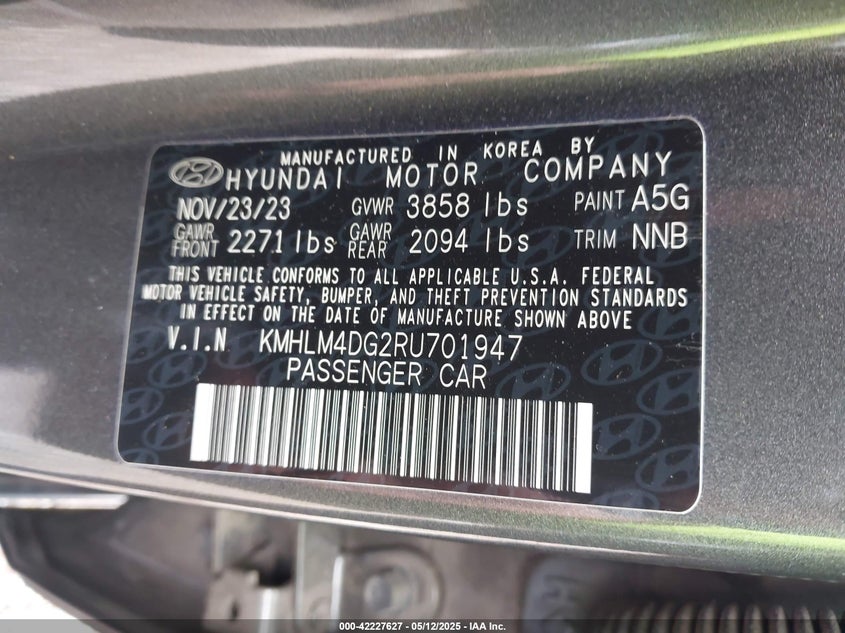 MANUFACTURED IN KOREA BY
HYUNDAI MOTOR COMPANY
NOV/23/23 GVWR 3858 lbs PAINT A5G
GAWR FRONT 2271 lbs GAWR REAR 2094 lbs TRIM NNB
THIS VEHICLE CONFORMS TO ALL APPLICABLE U.S.A. FEDERAL
MOTOR VEHICLE SAFETY, BUMPER, AND THEFT PREVENTION STANDARDS
IN EFFECT ON THE DATE OF MANUFACTURE SHOWN ABOVE
V.I.N KMHLM4DG2RU701947
PASSENGER CAR
000-42227627 - 05/12/2025 - IAA Inc.